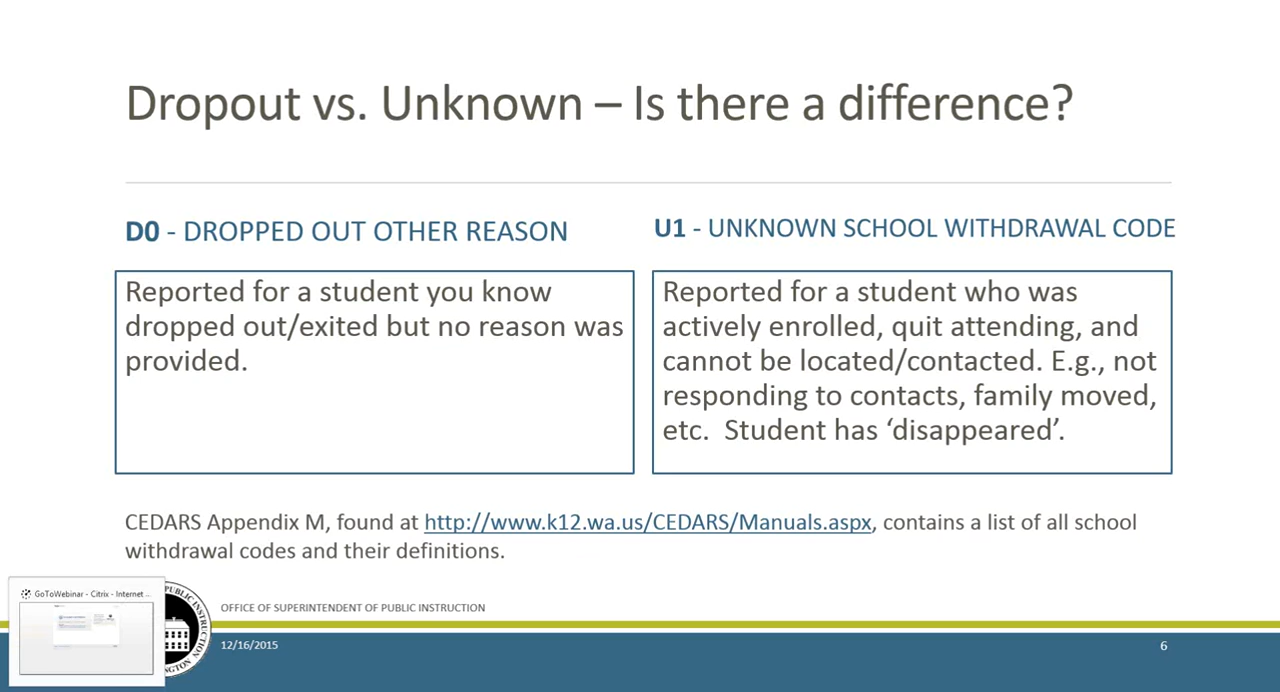 Dropout vs. Unknown – Is there a difference?
D0 - DROPPED OUT OTHER REASON
Reported for a student you know
dropped out/exited but no reason was
provided.
U1 - UNKNOWN SCHOOL WITHDRAWAL CODE
Reported for a student who was
actively enrolled, quit attending, and
cannot be located/contacted. E.g., not
responding to contacts, family moved,
etc.  Student has ‘disappeared’.
CEDARS Appendix M, found at http://www.k12.wa.us/CEDARS/Manuals.aspx, contains a list of all school
withdrawal codes and their definitions.
GoToWebinar - Citrix - Internet ...
PUBLIC INSTRUCTION
OFFICE OF SUPERINTENDENT OF PUBLIC INSTRUCTION
12/16/2015
6